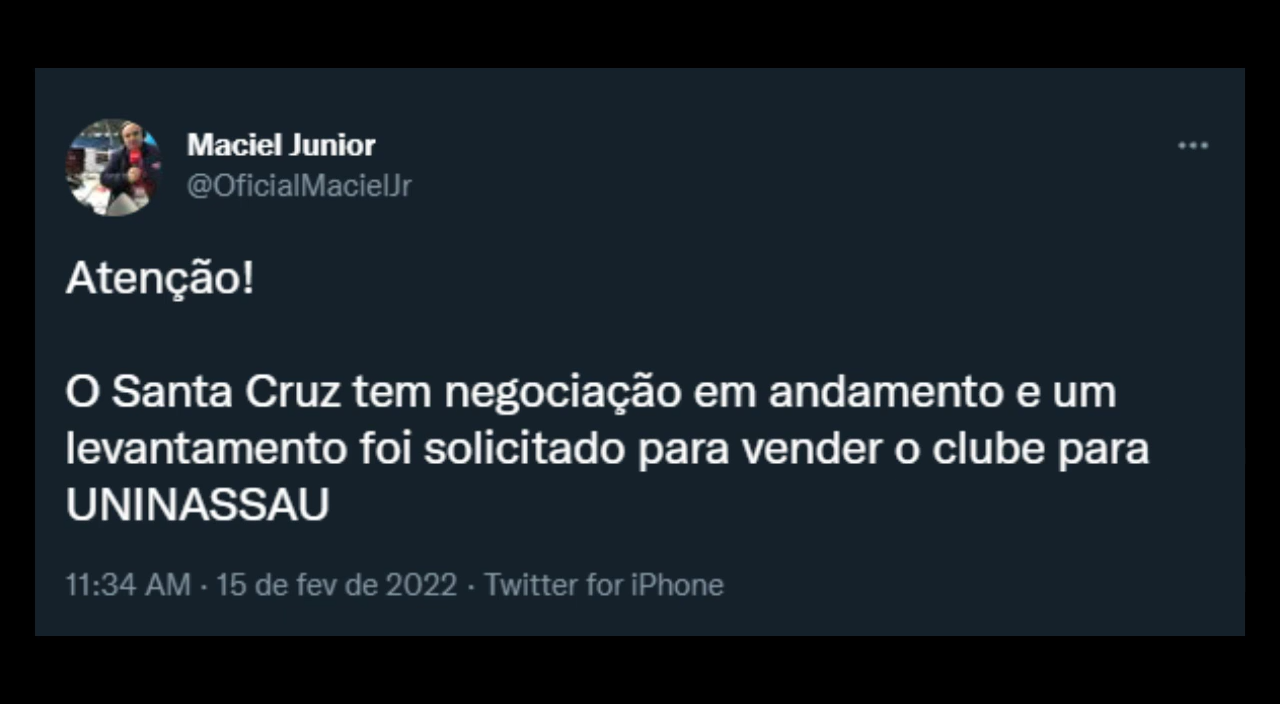 Maciel Junior
@OficialMacielJr
Atenção!
O Santa Cruz tem negociação em andamento e um
levantamento foi solicitado para vender o clube para
UNINASSAU
11:34 AM · 15 de fev de 2022 · Twitter for iPhone